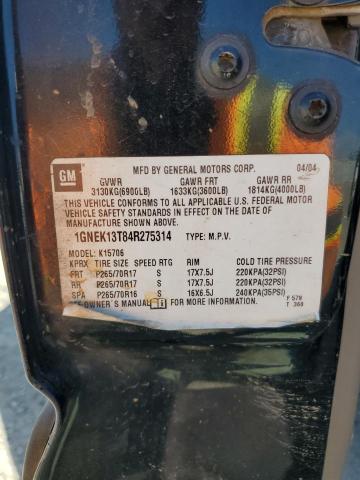 GM
MFD BY GENERAL MOTORS CORP. 04/04
GVWR GAWR FRT GAWR RR
3130KG(6900LB) 1633KG(3600LB) 1814KG(4000LB)
THIS VEHICLE CONFORMS TO ALL APPLICABLE U.S. FEDERAL MOTOR
VEHICLE SAFETY STANDARDS IN EFFECT ON THE DATE OF
MANUFACTURE SHOWN ABOVE.
1GNEK13T84R275314 TYPE: M.P.V.
MODEL: K15706
KPRX TIRE SIZE SPEED RTG RIM COLD TIRE PRESSURE
FRT P265/70R17 S 17X7.5J 220KPA(32PSI)
RR P265/70R17 S 17X7.5J 220KPA(32PSI)
SPA P265/70R16 S 16X6.5J 240KPA(35PSI)
SEE OWNER'S MANUAL FOR MORE INFORMATION.
F 579
T 360